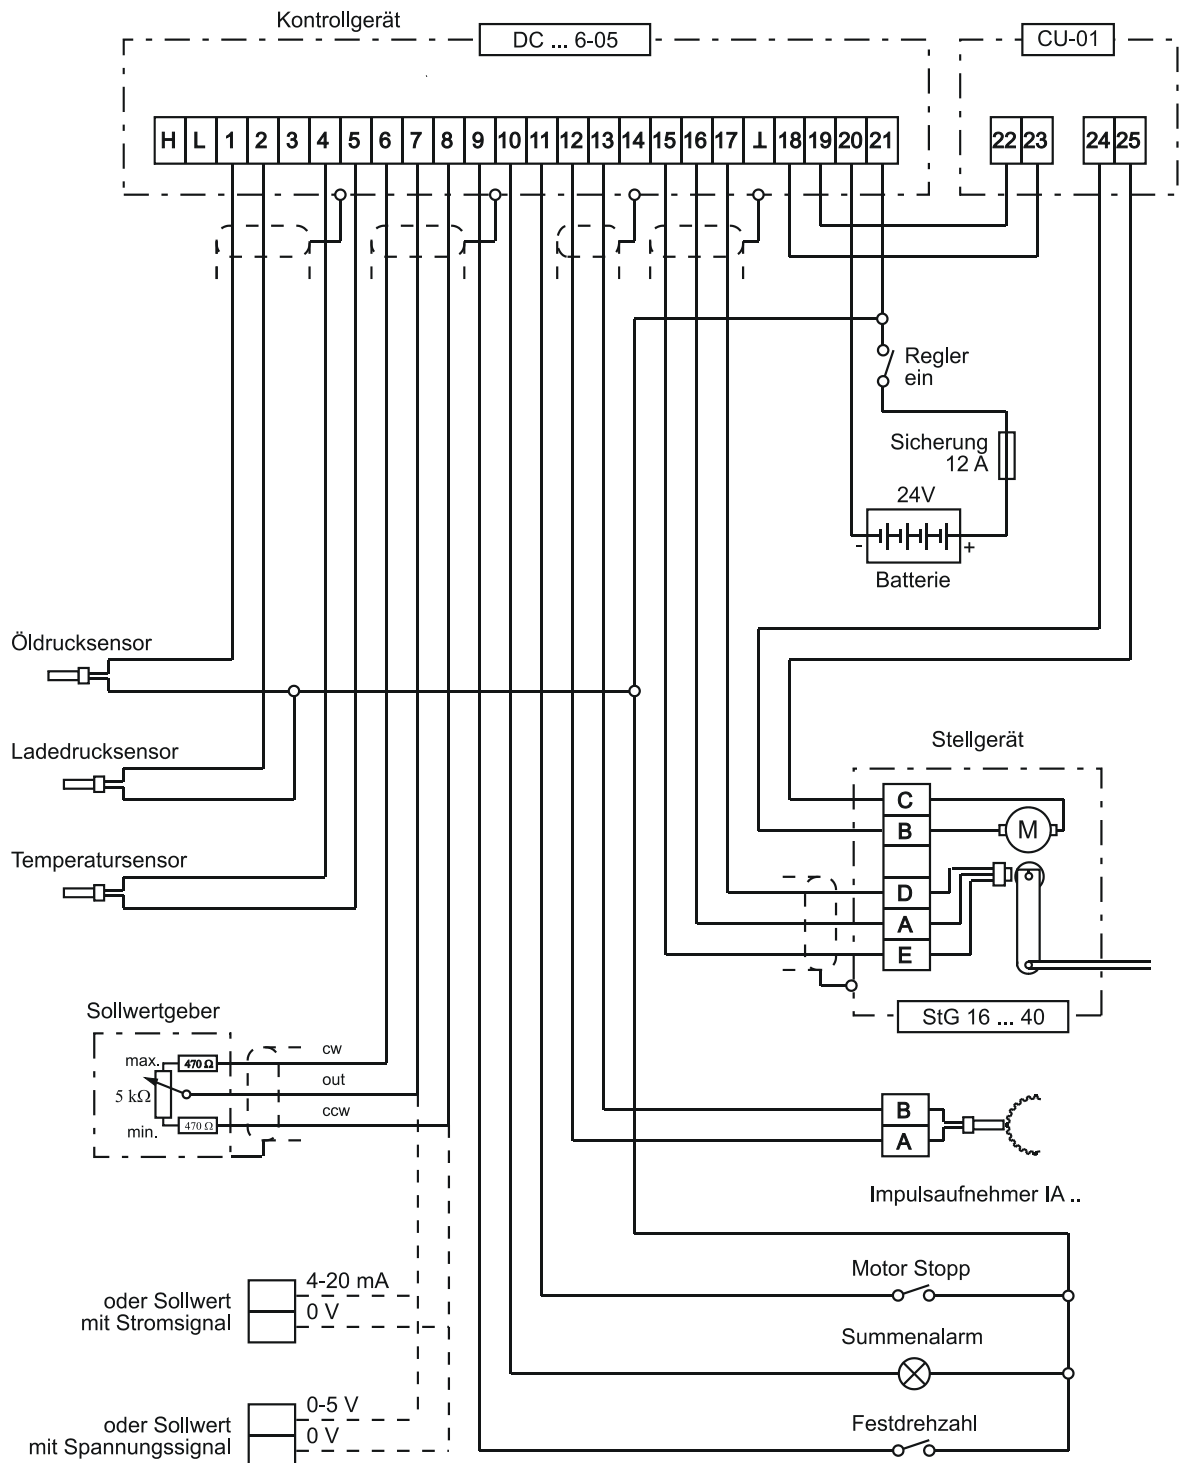 Kontrollgerät
DC ... 6-05
CU-01
H L 1 2 3 4 5 6 7 8 9 10 11 12 13 14 15 16 17 ⊥ 18 19 20 21
22 23 24 25
Regler
ein
Sicherung
12 A
24V
- +
Batterie
Öldrucksensor
Ladedrucksensor
Temperatursensor
Stellgerät
C
B
M
D
A
E
StG 16 ... 40
Sollwertgeber
max.
470 Ω
cw
5 kΩ
out
min.
470 Ω
ccw
B
A
Impulsaufnehmer IA ..
Motor Stopp
oder Sollwert
mit Stromsignal
4-20 mA
0 V
Summenalarm
oder Sollwert
mit Spannungssignal
0-5 V
0 V
Festdrehzahl